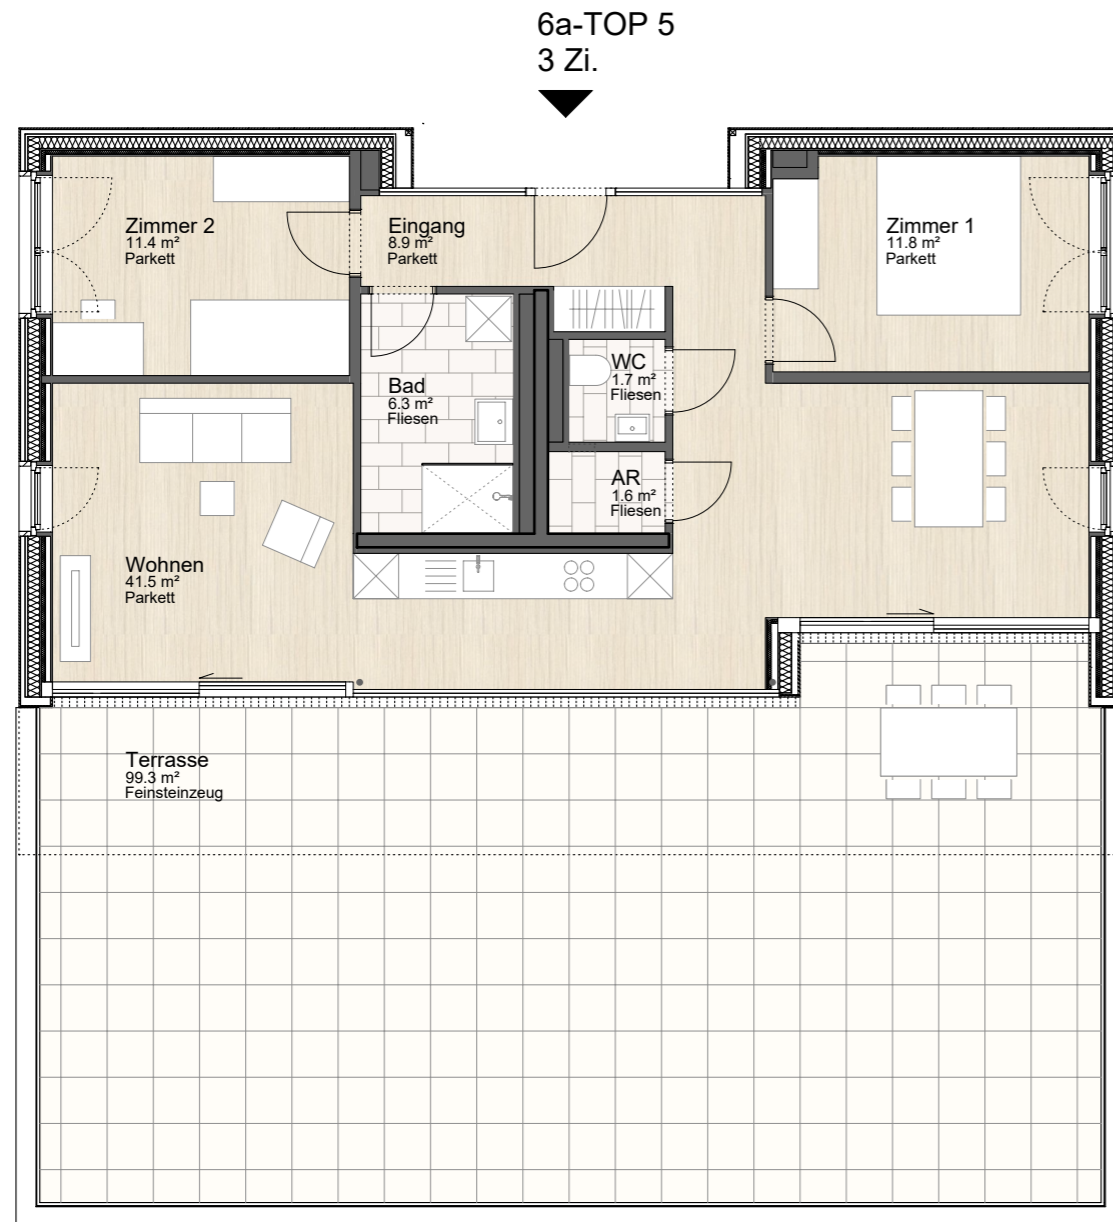 6a-TOP 5
3 Zi.
Zimmer 2
11.4 m²
Parkett
Eingang
8.9 m²
Parkett
Zimmer 1
11.8 m²
Parkett
Bad
6.3 m²
Fliesen
WC
1.7 m²
Fliesen
AR
1.6 m²
Fliesen
Wohnen
41.5 m²
Parkett
Terrasse
99.3 m²
Feinsteinzeug